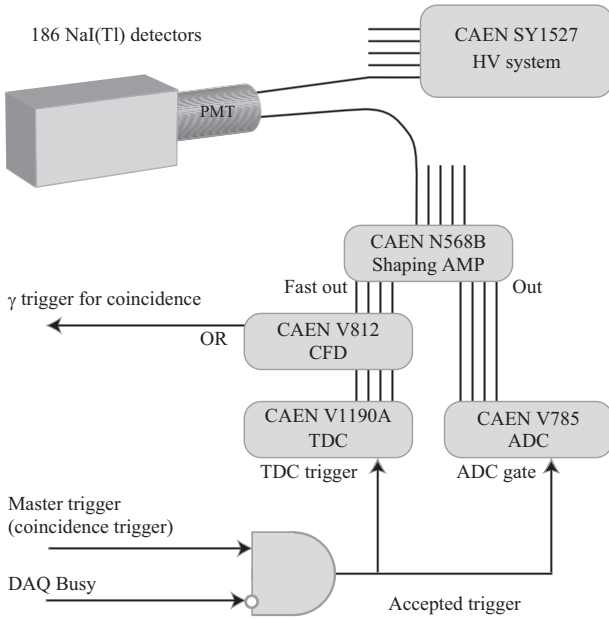 186 NaI(Tl) detectors
CAEN SY1527
HV system
PMT
CAEN N568B
Shaping AMP
Fast out
Out
γ trigger for coincidence
OR
CAEN V812
CFD
CAEN V1190A
TDC
CAEN V785
ADC
TDC trigger
ADC gate
Master trigger
(coincidence trigger)
DAQ Busy
Accepted trigger